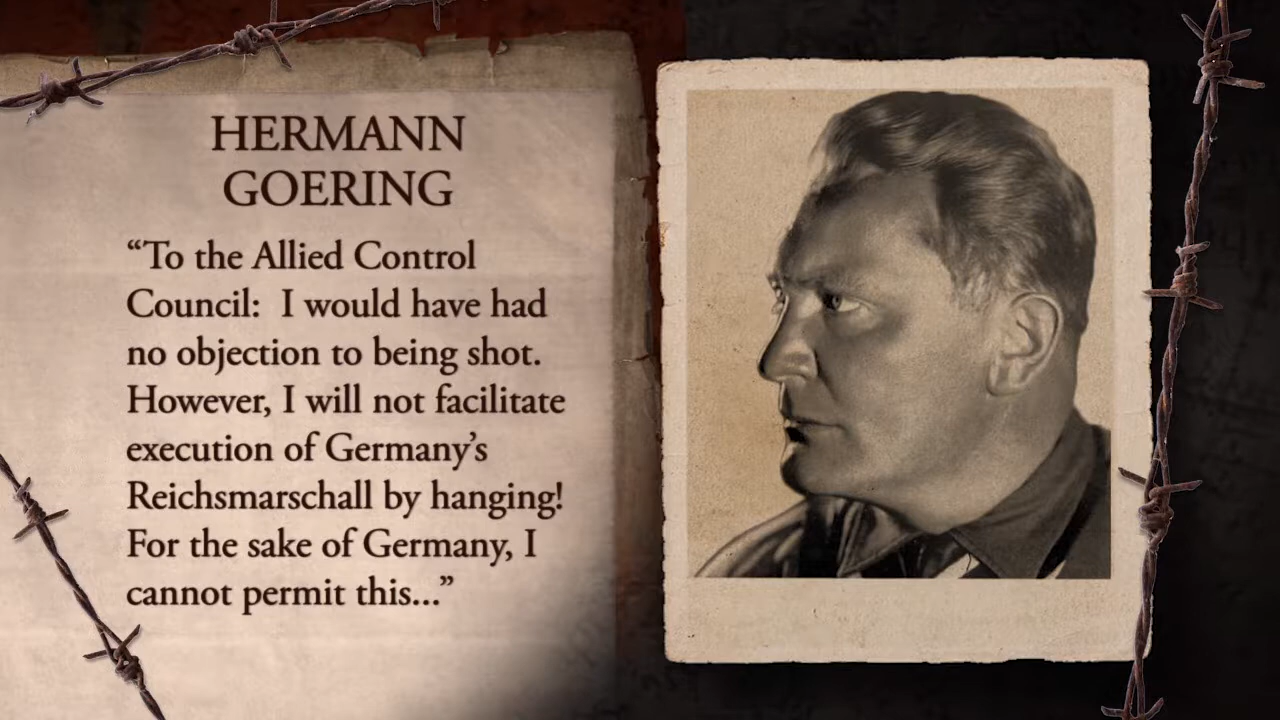 HERMANN
GOERING
“To the Allied Control
Council:  I would have had
no objection to being shot.
However, I will not facilitate
execution of Germany’s
Reichsmarschall by hanging!
For the sake of Germany, I
cannot permit this...”